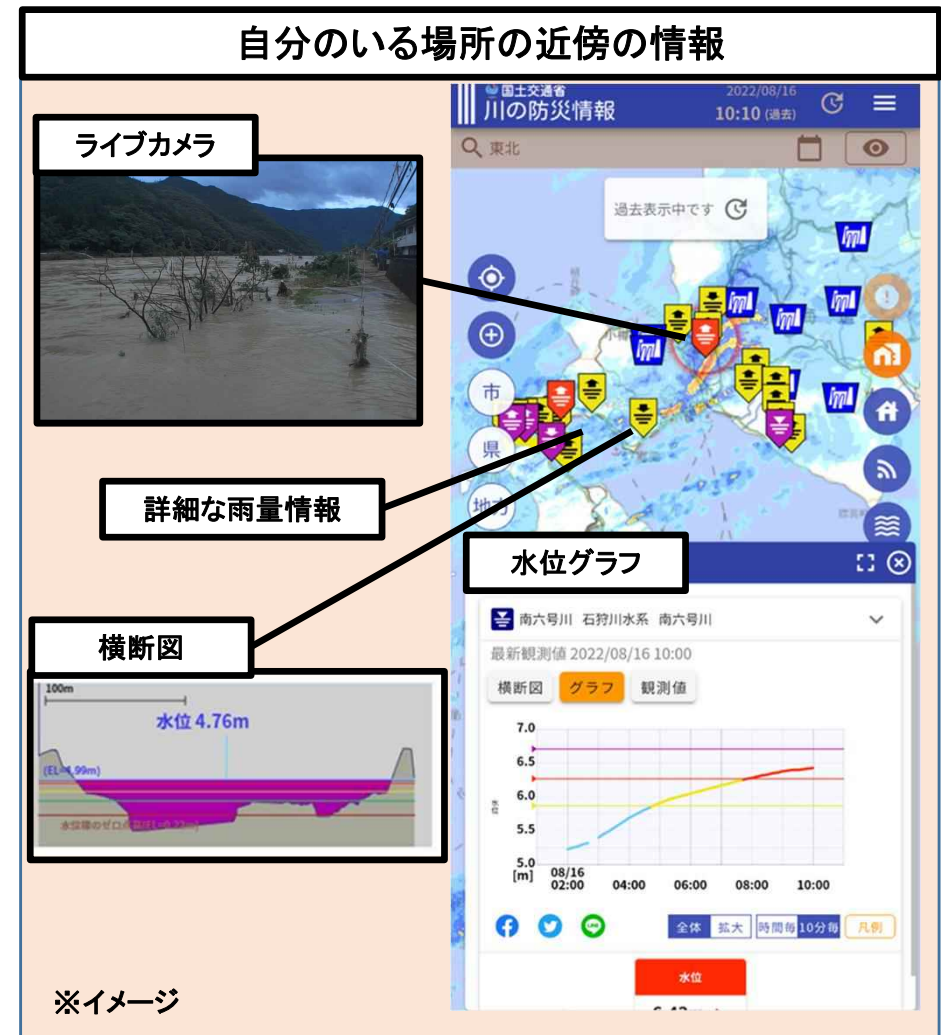 自分のいる場所の近傍の情報
ライブカメラ
国土交通省
川の防災情報
2022/08/16
10:10 (過去)
東北
過去表示中です
市
県
詳細な雨量情報
水位グラフ
横断図
100m
水位 4.76m
南六号川 石狩川水系 南六号川
最新観測値 2022/08/16 10:00
横断図 グラフ 観測値
7.0
6.5
6.0
5.5
5.0
[m]
水位
08/16
02:00 04:00 06:00 08:00 10:00
全体 拡大 時間毎 10分毎 凡例
水位
※イメージ